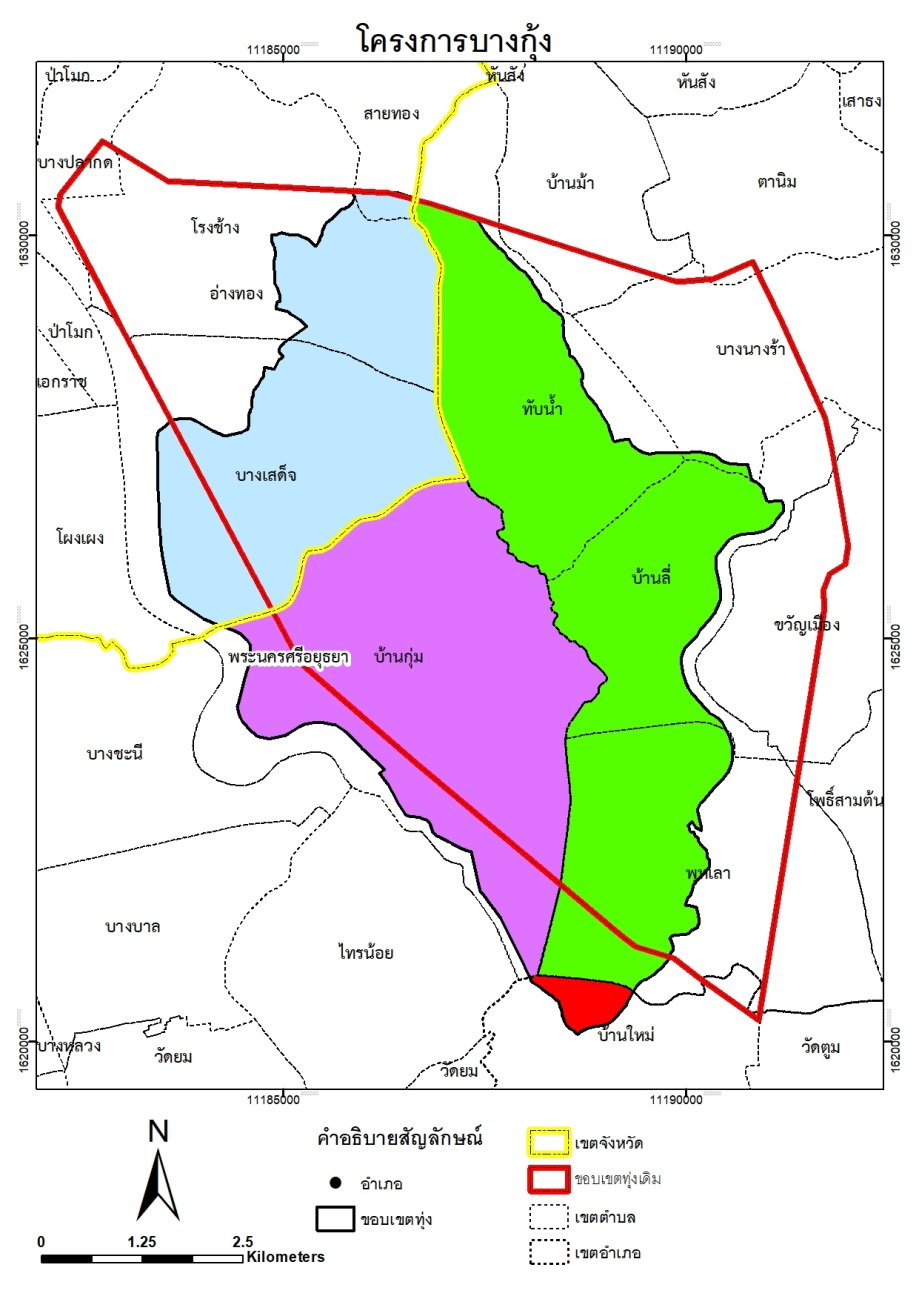 โครงการบางกุ้ง
11185000
11190000
ป่าโมก
หันสัง
หันสัง
เสาธง
สายทอง
บางปลากด
บ้านม้า
ตานิม
โรงช้าง
1630000
1630000
อ่างทอง
ป่าโมก
บางนางร้า
เอกราช
ทับน้ำ
บางเสด็จ
โผงเผง
บ้านลี่
ขวัญเมือง
1625000
1625000
พระนครศรีอยุธยา
บ้านกุ่ม
บางชะนี
โพธิ์สามต้น
พุทเลา
บางบาล
ไทรน้อย
1620000
1620000
บ้านใหม่
บางหลวง
วัดยม
วัดตูม
วัดยม
11185000
11190000
N
คำอธิบายสัญลักษณ์
อำเภอ
ขอบเขตทุ่ง
เขตจังหวัด
ขอบเขตทุ่งเดิม
เขตตำบล
เขตอำเภอ
0 1.25 2.5
Kilometers